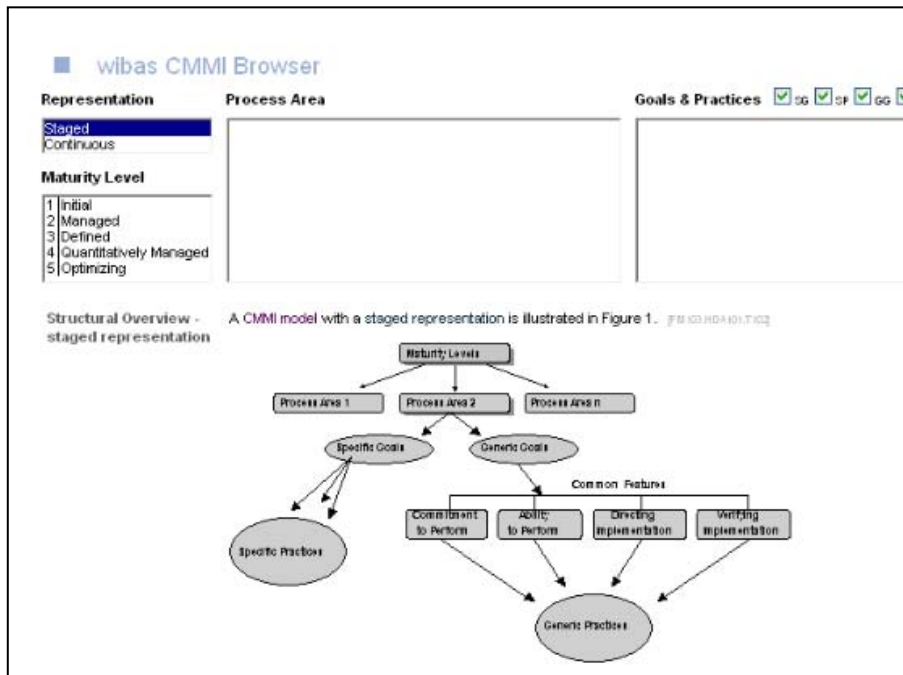 wibas CMMI Browser
Representation
Process Area
Goals & Practices SG SP GG
Staged
Continuous
Maturity Level
1 Initial
2 Managed
3 Defined
4 Quantitatively Managed
5 Optimizing
Structural Overview -
staged representation
A CMMI model with a staged representation is illustrated in Figure 1.
Maturity Levels
Process Area 1
Process Area 2
Process Area n
Specific Goals
Generic Goals
Common Features
Commitment
to Perform
Ability
to Perform
Directing
Implementation
Verifying
Implementation
Specific Practices
Generic Practices